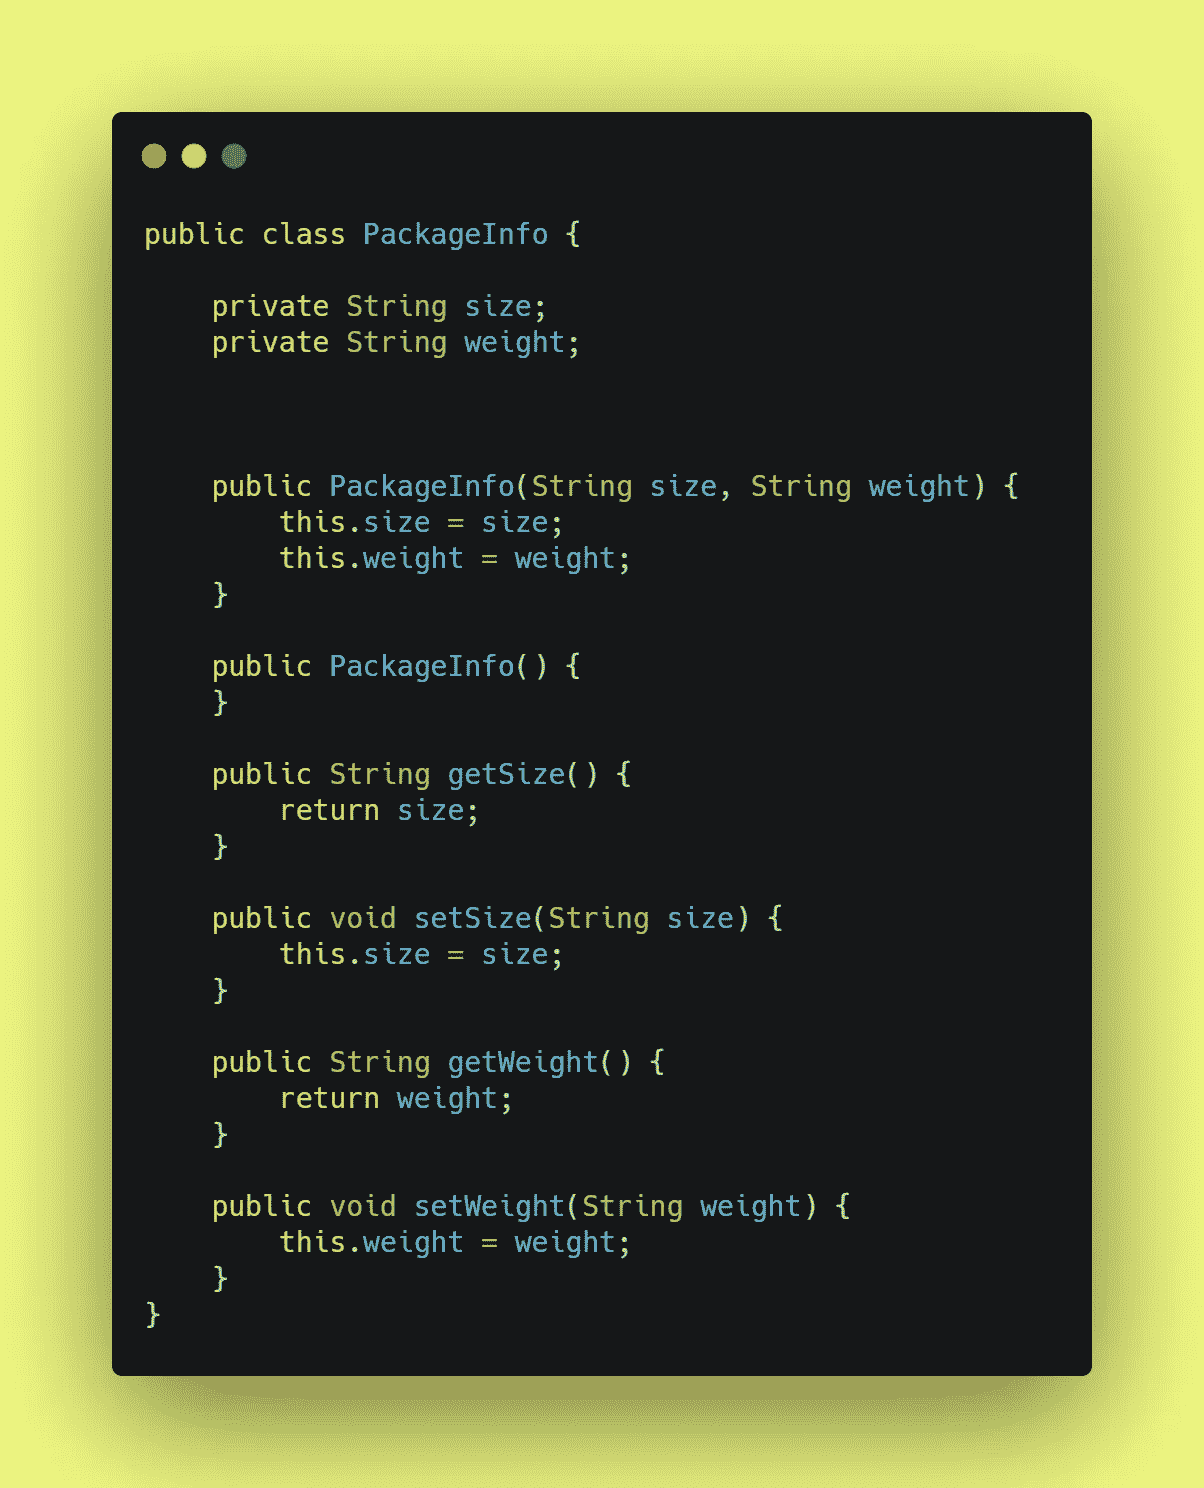 public class PackageInfo {
    private String size;
    private String weight;
    public PackageInfo(String size, String weight) {
        this.size = size;
        this.weight = weight;
    }
    public PackageInfo() {
    }
    public String getSize() {
        return size;
    }
    public void setSize(String size) {
        this.size = size;
    }
    public String getWeight() {
        return weight;
    }
    public void setWeight(String weight) {
        this.weight = weight;
    }
}